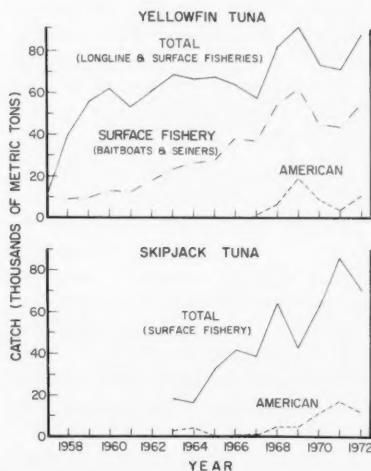 YELLOWFIN TUNA
80
60
40
20
0
TOTAL
(LONGLINE & SURFACE FISHERIES)
SURFACE FISHERY
(BAITBOATS & SEINERS)
AMERICAN
CATCH (THOUSANDS OF METRIC TONS)
SKIPJACK TUNA
80
60
40
20
0
TOTAL
(SURFACE FISHERY)
AMERICAN
1958 1960 1962 1964 1966 1968 1970 1972
YEAR